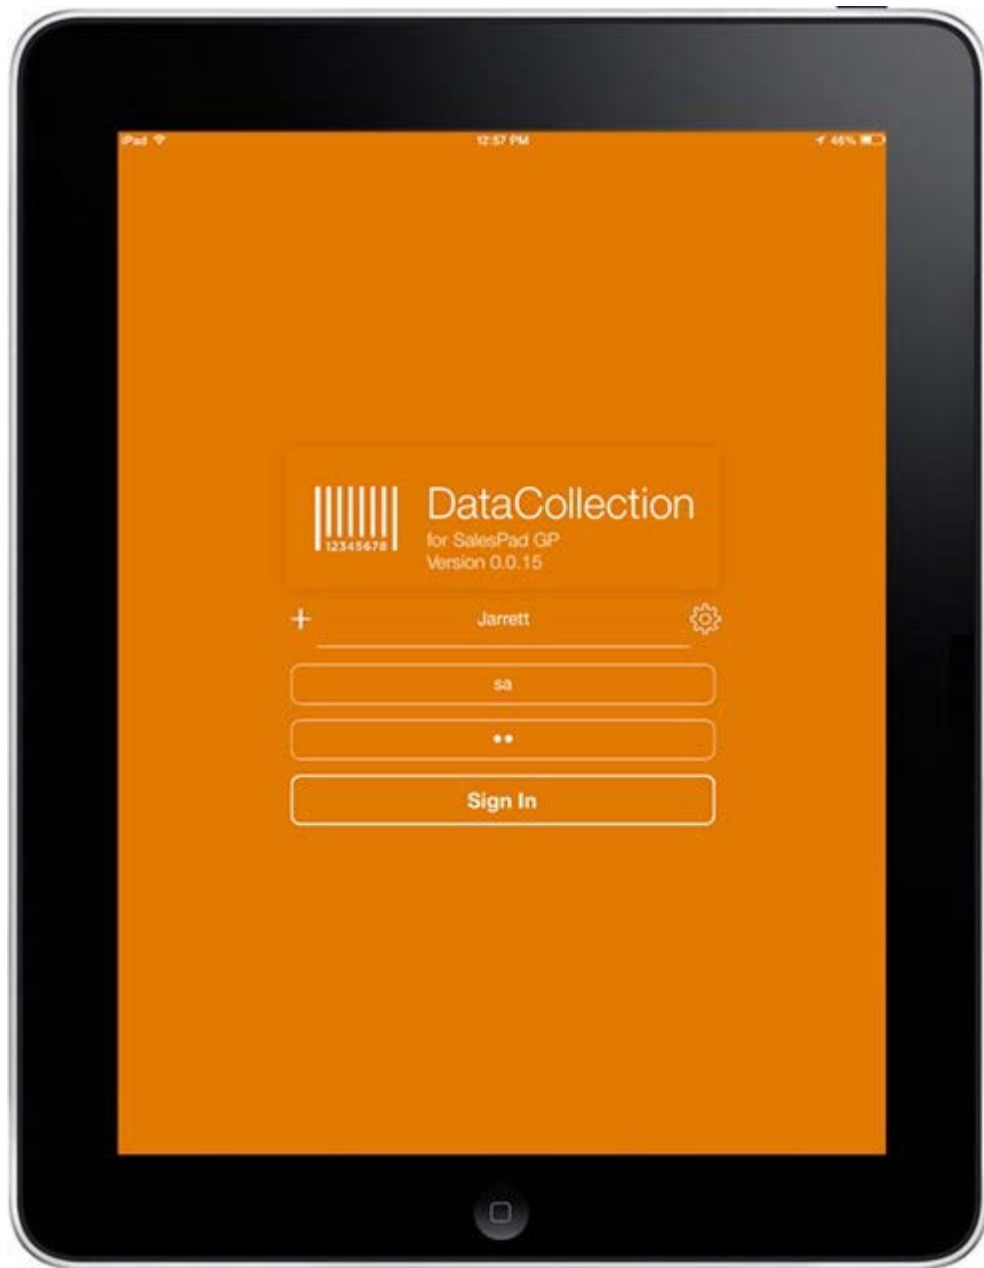 iPad 12:57 PM 46%
DataCollection
12345678
for SalesPad GP
Version 0.0.15
Jarrett
sa
••
Sign In